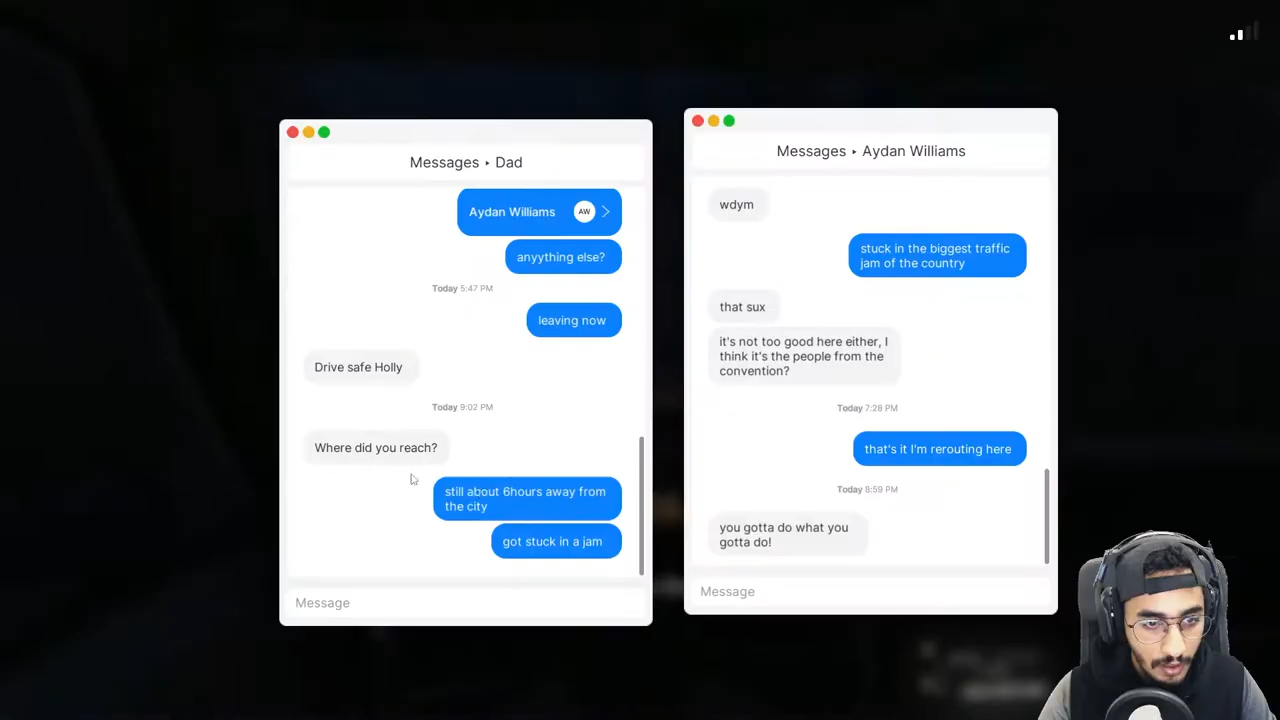 Messages ▸ Dad
Aydan Williams AW
anyything else?
Today 5:47 PM
leaving now
Drive safe Holly
Today 9:02 PM
Where did you reach?
still about 6hours away from
the city
got stuck in a jam
Message
Messages ▸ Aydan Williams
wdym
stuck in the biggest traffic
jam of the country
that sux
it's not too good here either, I
think it's the people from the
convention?
Today 7:28 PM
that's it I'm rerouting here
Today 8:59 PM
you gotta do what you
gotta do!
Message